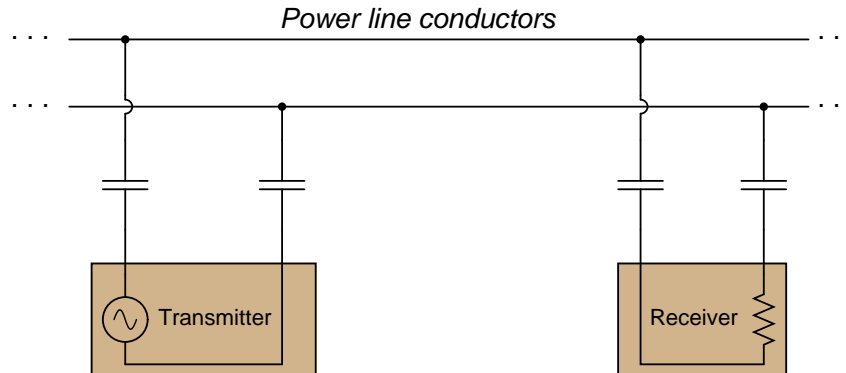 Power line conductors
. . .
. .
. . .
. .
Transmitter
Receiver